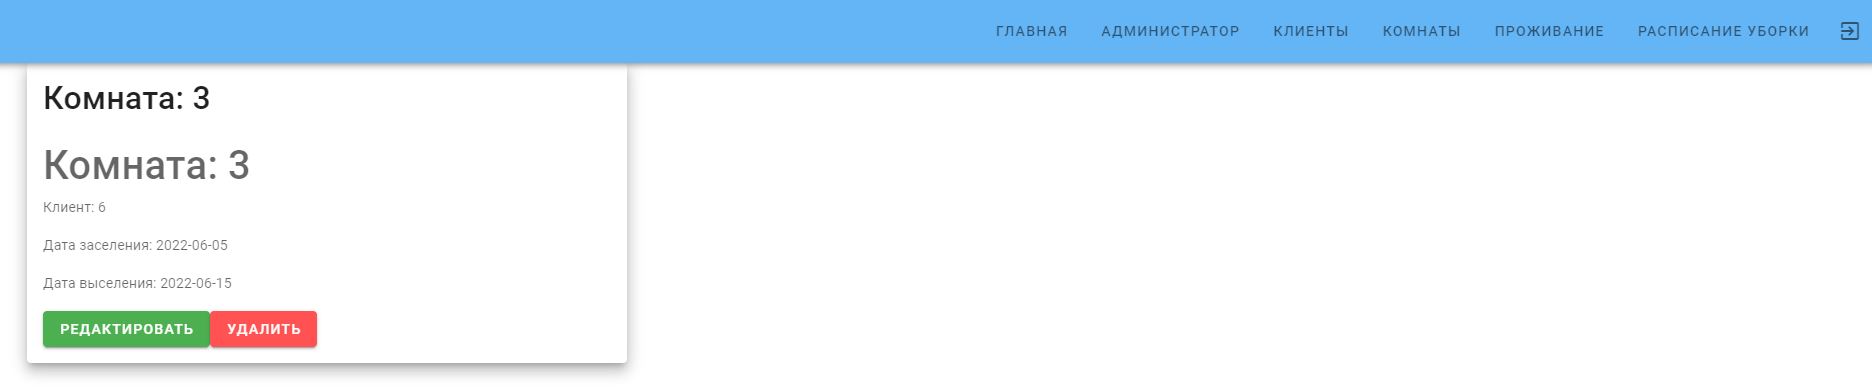 ГЛАВНАЯ АДМИНИСТРАТОР КЛИЕНТЫ КОМНАТЫ ПРОЖИВАНИЕ РАСПИСАНИЕ УБОРКИ
Комната: 3
Комната: 3
Клиент: 6
Дата заселения: 2022-06-05
Дата выселения: 2022-06-15
РЕДАКТИРОВАТЬ УДАЛИТЬ